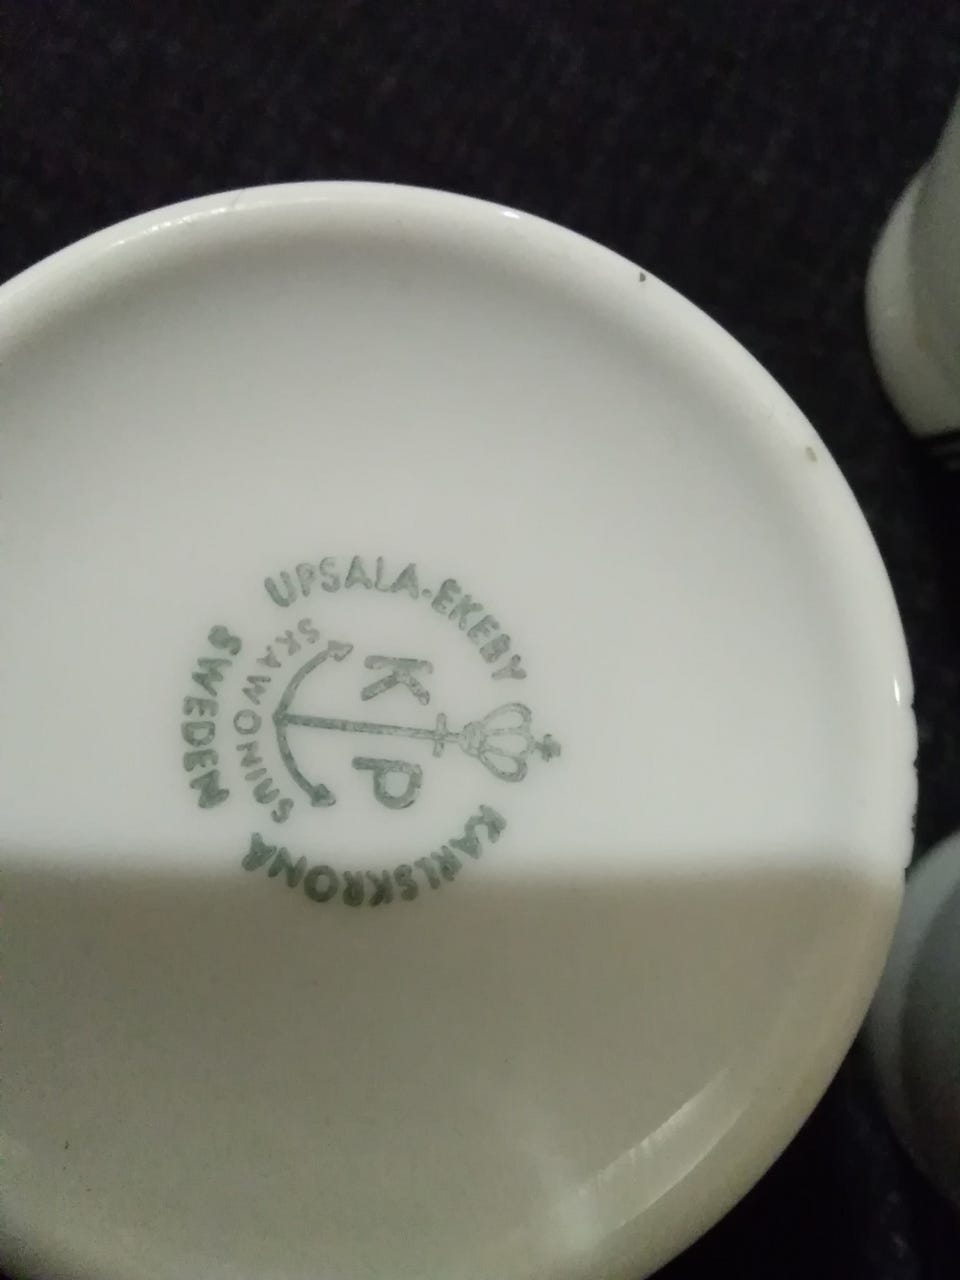 UPSALA-EKEBY
KARLSKRONA
K P
SKAWONIUS
SWEDEN